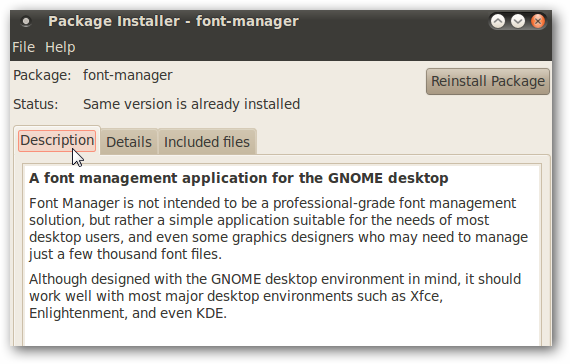 Package Installer - font-manager
File Help
Package: font-manager
Reinstall Package
Status: Same version is already installed
Description Details Included files
A font management application for the GNOME desktop
Font Manager is not intended to be a professional-grade font management
solution, but rather a simple application suitable for the needs of most
desktop users, and even some graphics designers who may need to manage
just a few thousand font files.
Although designed with the GNOME desktop environment in mind, it should
work well with most major desktop environments such as Xfce,
Enlightenment, and even KDE.